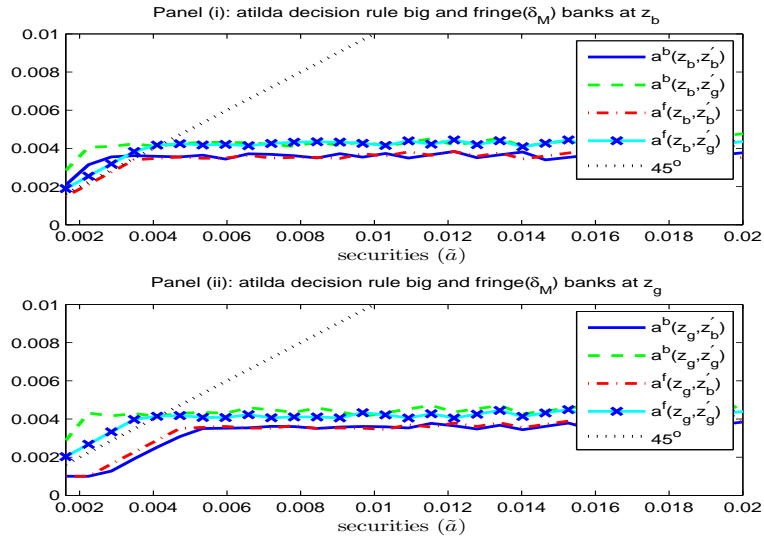 Panel (i): atilda decision rule big and fringe(δ_M) banks at z_b
0.01
0.008
0.006
0.004
0.002
0
a^b(z_b,z'_b)
a^b(z_b,z'_g)
a^f(z_b,z'_b)
a^f(z_b,z'_g)
45^o
0.002 0.004 0.006 0.008 0.01 0.012 0.014 0.016 0.018 0.02
securities (ã)
Panel (ii): atilda decision rule big and fringe(δ_M) banks at z_g
0.01
0.008
0.006
0.004
0.002
0
a^b(z_g,z'_b)
a^b(z_g,z'_g)
a^f(z_g,z'_b)
a^f(z_g,z'_g)
45^o
0.002 0.004 0.006 0.008 0.01 0.012 0.014 0.016 0.018 0.02
securities (ã)